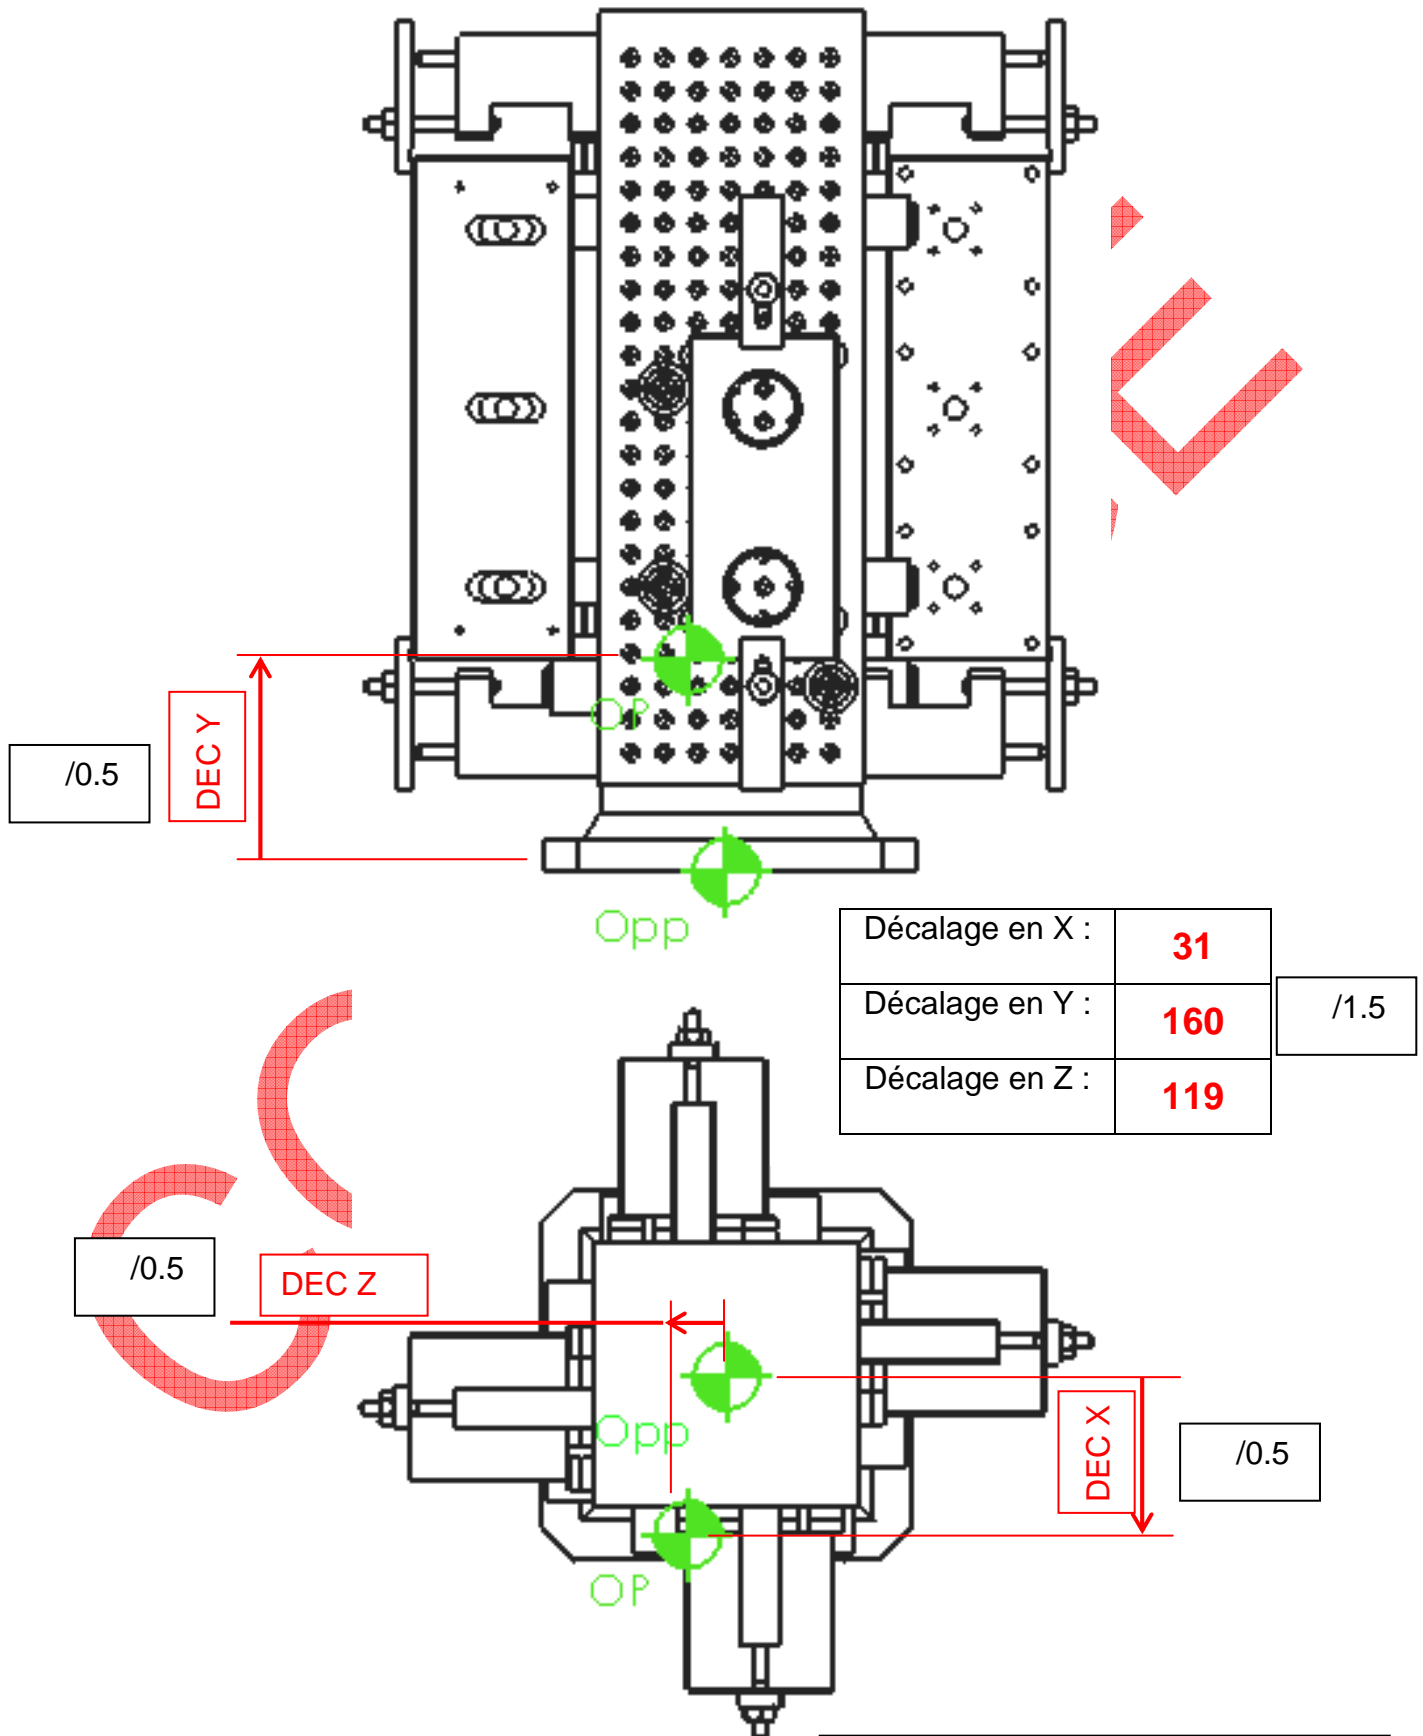 /0.5
DEC Y
OP
Opp
Décalage en X :
31
Décalage en Y :
160
/1.5
Décalage en Z :
119
/0.5
DEC Z
Opp
DEC X
/0.5
OP